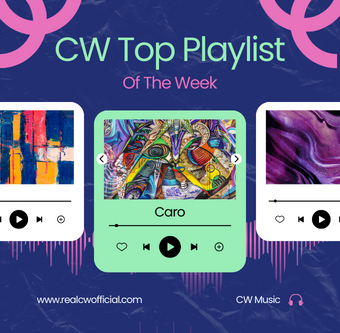 CW Top Playlist
Of The Week
Caro
www.realcwofficial.com
CW Music